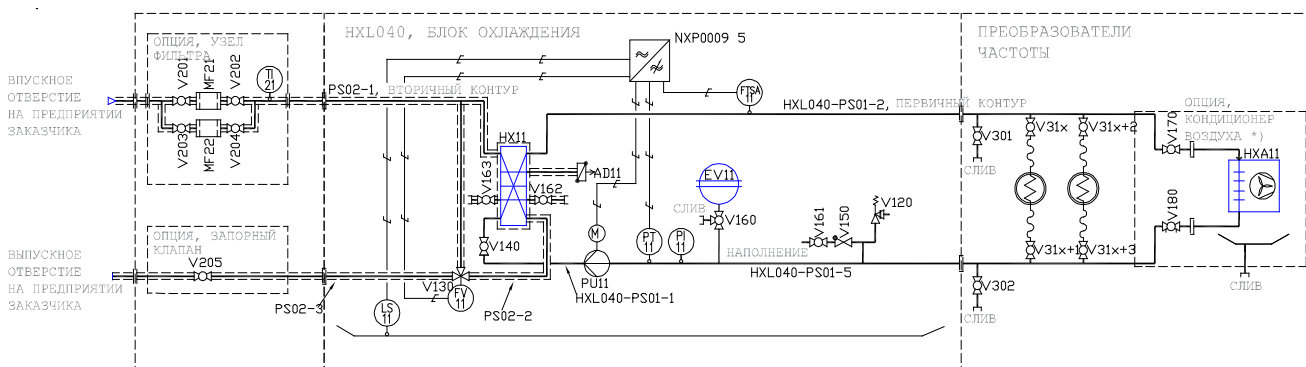 HXL040, БЛОК ОХЛАЖДЕНИЯ
ПРЕОБРАЗОВАТЕЛИ
ЧАСТОТЫ
ОПЦИЯ, УЗЕЛ
ФИЛЬТРА
NXP0009 5
V201
MF21
V202
TI
21
ВПУСКНОЕ
ОТВЕРСТИЕ
НА ПРЕДПРИЯТИИ
ЗАКАЗЧИКА
PS02-1, ВТОРИЧНЫЙ КОНТУР
FTSA
11
HXL040-PS01-2, ПЕРВИЧНЫЙ КОНТУР
ОПЦИЯ,
КОНДИЦИОНЕР
ВОЗДУХА *)
V203
MF22
V204
HX11
V301
СЛИВ
V31x
V31x+2
V170
HXA11
AD11
V163
V162
EV11
СЛИВ
V160
V161
V150
V120
V180
ОПЦИЯ, ЗАПОРНЫЙ
КЛАПАН
V205
ВЫПУСКНОЕ
ОТВЕРСТИЕ
НА ПРЕДПРИЯТИИ
ЗАКАЗЧИКА
V140
M
PT
11
PI
11
НАПОЛНЕНИЕ
V31x+1
V31x+3
HXL040-PS01-5
V130
FV
11
PU11
HXL040-PS01-1
V302
СЛИВ
СЛИВ
PS02-3
LS
11
PS02-2